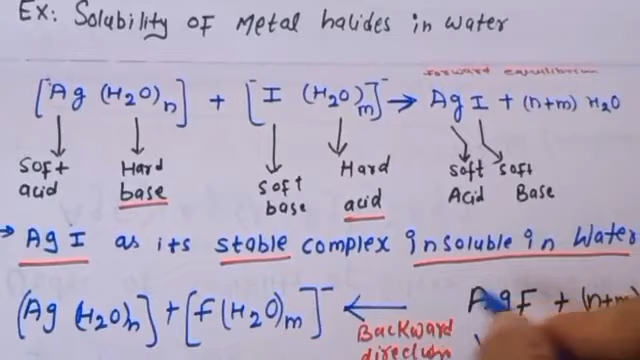 Ex: Solubility of Metal halides in water
forward equilibrium
[Ag (H2O)n] + [I (H2O)m]⁻ → Ag I + (n+m) H2O
Soft acid Hard base Soft base Hard acid Soft Acid Soft Base
→ Ag I as its stable complex insoluble in Water
[Ag (H2O)n] + [f (H2O)m]⁻ ← AgF + (n+m)
Backward
direction